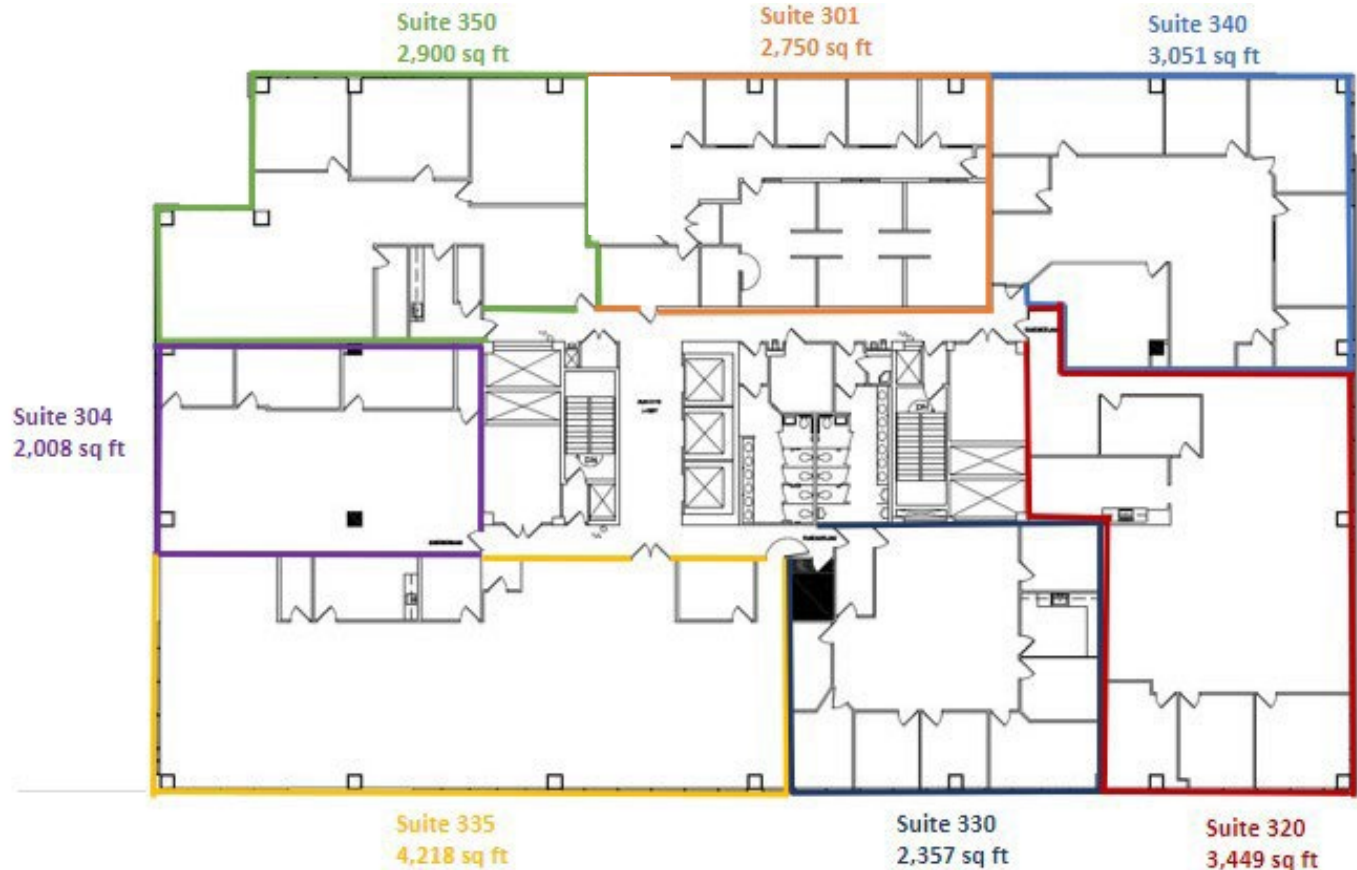 Suite 350
2,900 sq ft
Suite 301
2,750 sq ft
Suite 340
3,051 sq ft
Suite 304
2,008 sq ft
DN
DN
Suite 335
4,218 sq ft
Suite 330
2,357 sq ft
Suite 320
3,449 sq ft